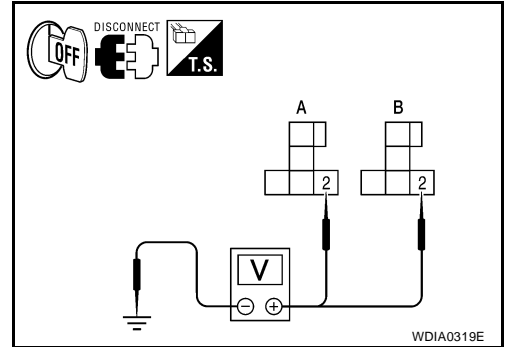 DISCONNECT
OFF
T.S.
A B
2 2
V
− +
WDIA0319E